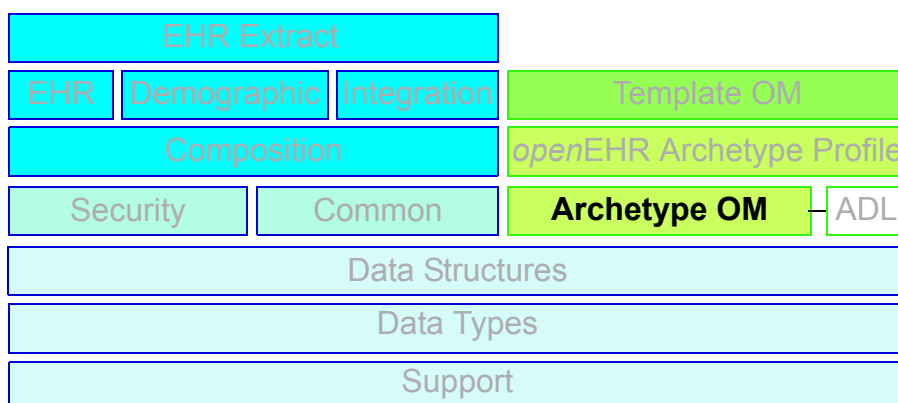 EHR Extract
EHR Demographic Integration Template OM
Composition openEHR Archetype Profile
Security Common Archetype OM ADL
Data Structures
Data Types
Support